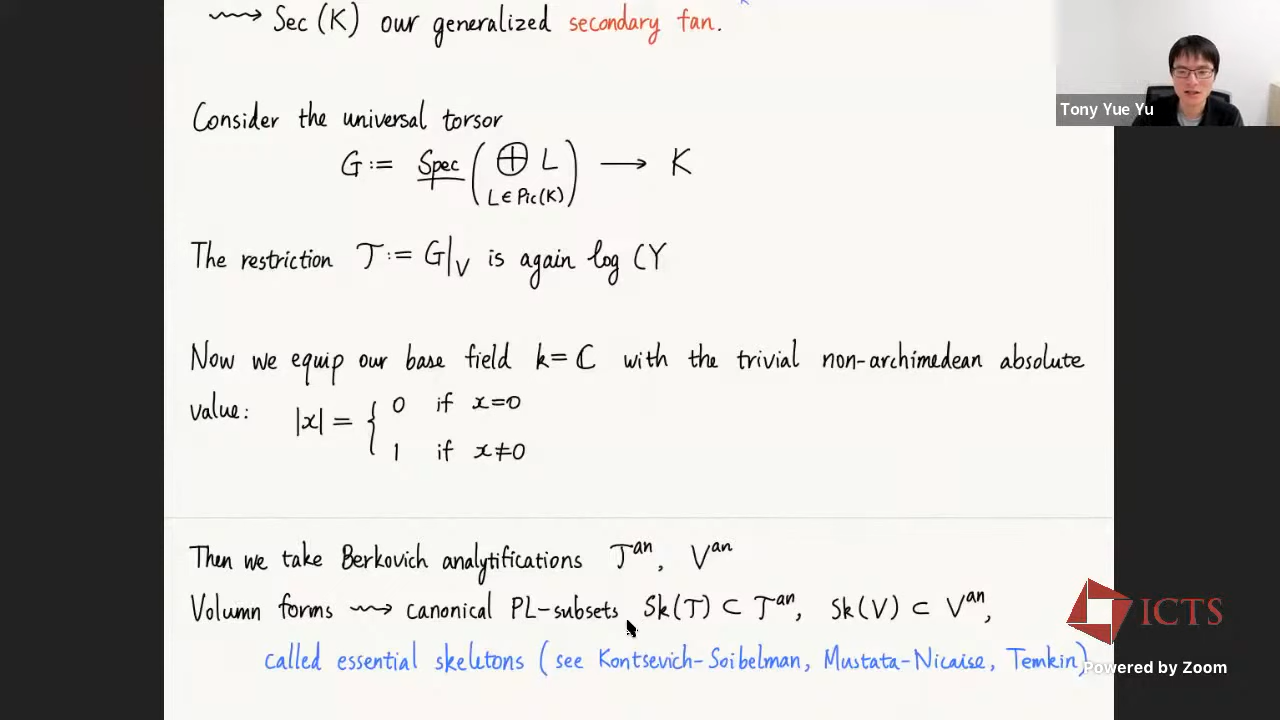 ⇝ Sec(K) our generalized secondary fan.
Tony Yue Yu
Consider the universal torsor
G := Spec ( ⊕ L ) → K
L ∈ Pic(K)
The restriction T := G|_V is again log CY
Now we equip our base field k = C with the trivial non-archimedean absolute
value: |x| = { 0 if x=0
1 if x≠0
Then we take Berkovich analytifications T^an, V^an
Volumn forms ⇝ canonical PL-subsets Sk(T) ⊂ T^an, Sk(V) ⊂ V^an,
called essential skeletons (see Kontsevich-Soibelman, Mustata-Nicaise, Temkin)
ICTS
Powered by Zoom